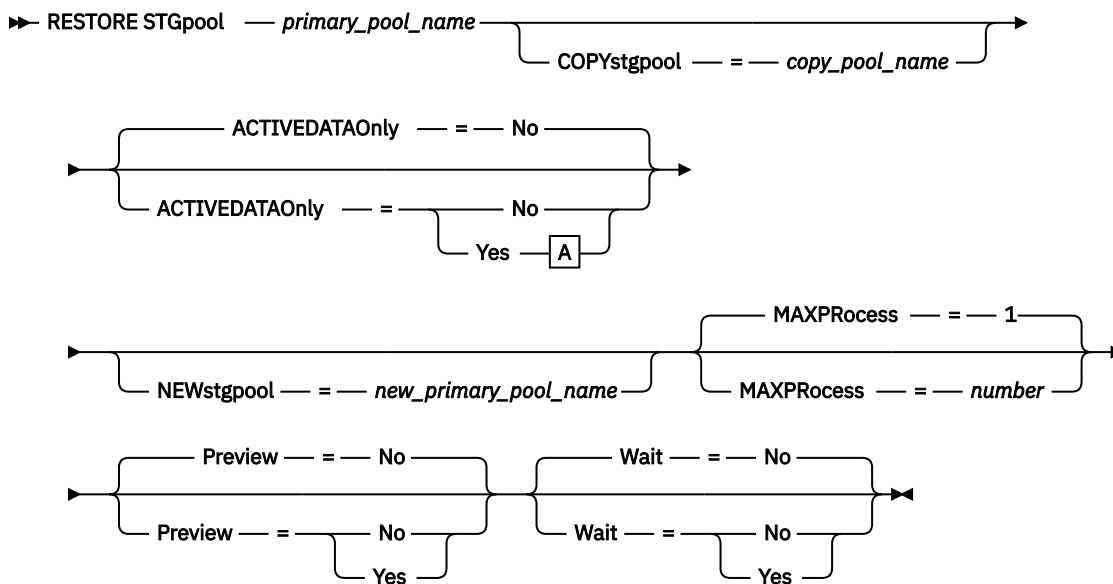 RESTORE STGpool primary_pool_name
COPYstgpool = copy_pool_name
ACTIVEDATAOnly = No
ACTIVEDATAOnly = No
Yes A
MAXPRocess = 1
NEWstgpool = new_primary_pool_name MAXPRocess = number
Preview = No Wait = No
Preview = No Wait = No
Yes Yes